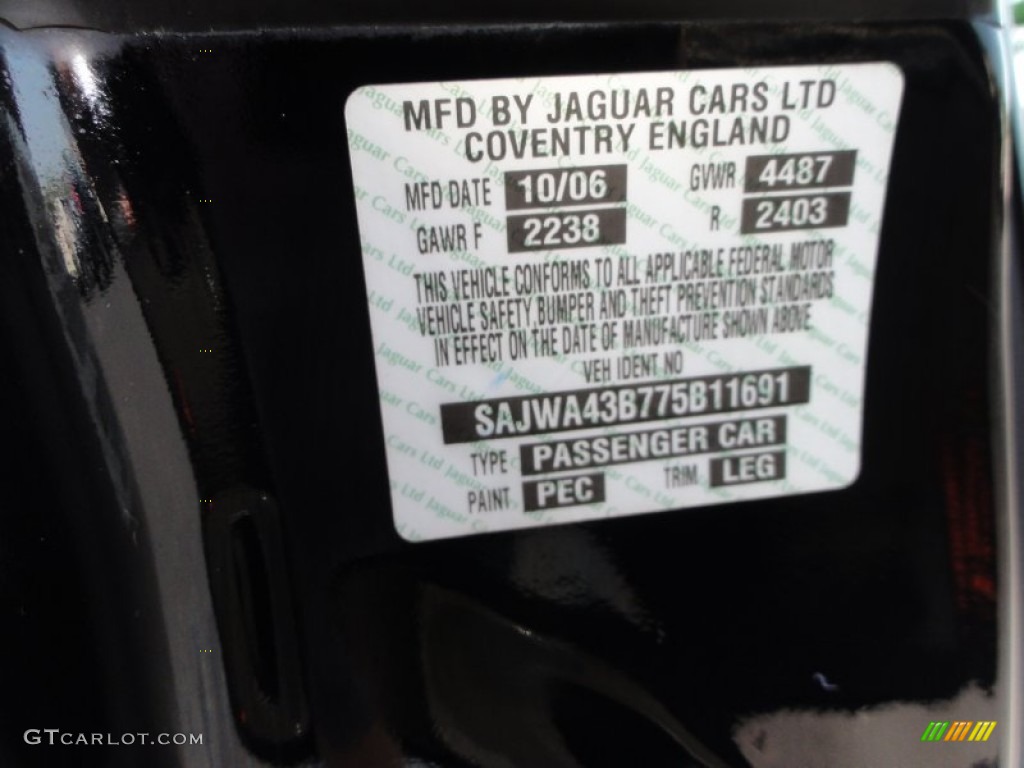 MFD BY JAGUAR CARS LTD
COVENTRY ENGLAND
MFD DATE 10/06 GVWR 4487
GAWR F 2238 R 2403
THIS VEHICLE CONFORMS TO ALL APPLICABLE FEDERAL MOTOR
VEHICLE SAFETY, BUMPER AND THEFT PREVENTION STANDARDS
IN EFFECT ON THE DATE OF MANUFACTURE SHOWN ABOVE
VEH IDENT NO
SAJWA43B775B11691
TYPE PASSENGER CAR
PAINT PEC TRIM LEG
GTCARLOT.COM